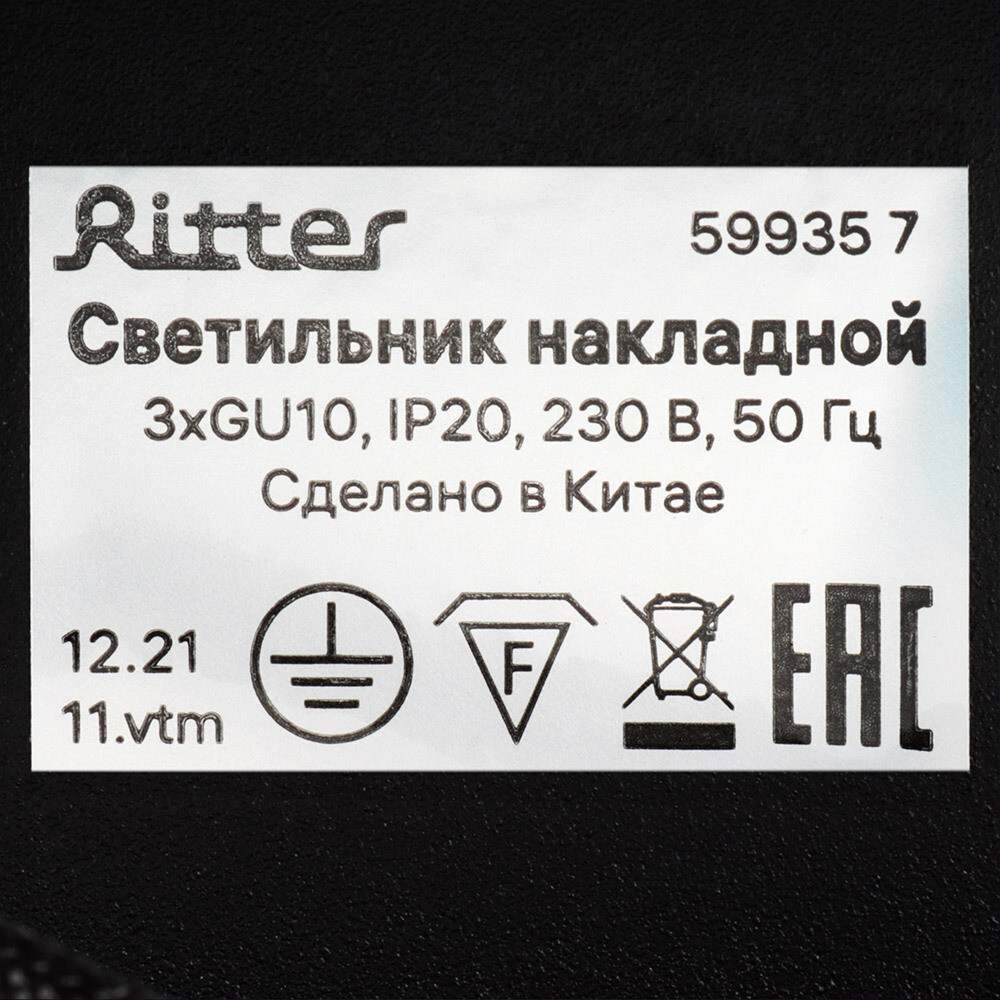 Ritter 59935 7
Светильник накладной
3xGU10, IP20, 230 В, 50 Гц
Сделано в Китае
12.21
11.vtm
F
EAC